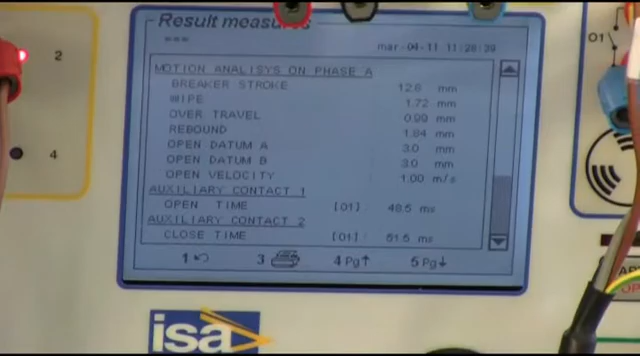 Result measures
mar-04-11 11:28:39
MOTION ANALISYS ON PHASE A
BREAKER STROKE 12.6 mm
WIPE 1.72 mm
OVER TRAVEL 0.99 mm
REBOUND 1.84 mm
OPEN DATUM A 3.0 mm
OPEN DATUM B 3.0 mm
OPEN VELOCITY 1.00 m/s
AUXILIARY CONTACT 1
OPEN TIME [01] 48.5 ms
AUXILIARY CONTACT 2
CLOSE TIME [01] 51.5 ms
1 3 4 Pg↑ 5 Pg↓
isa
2
4
01